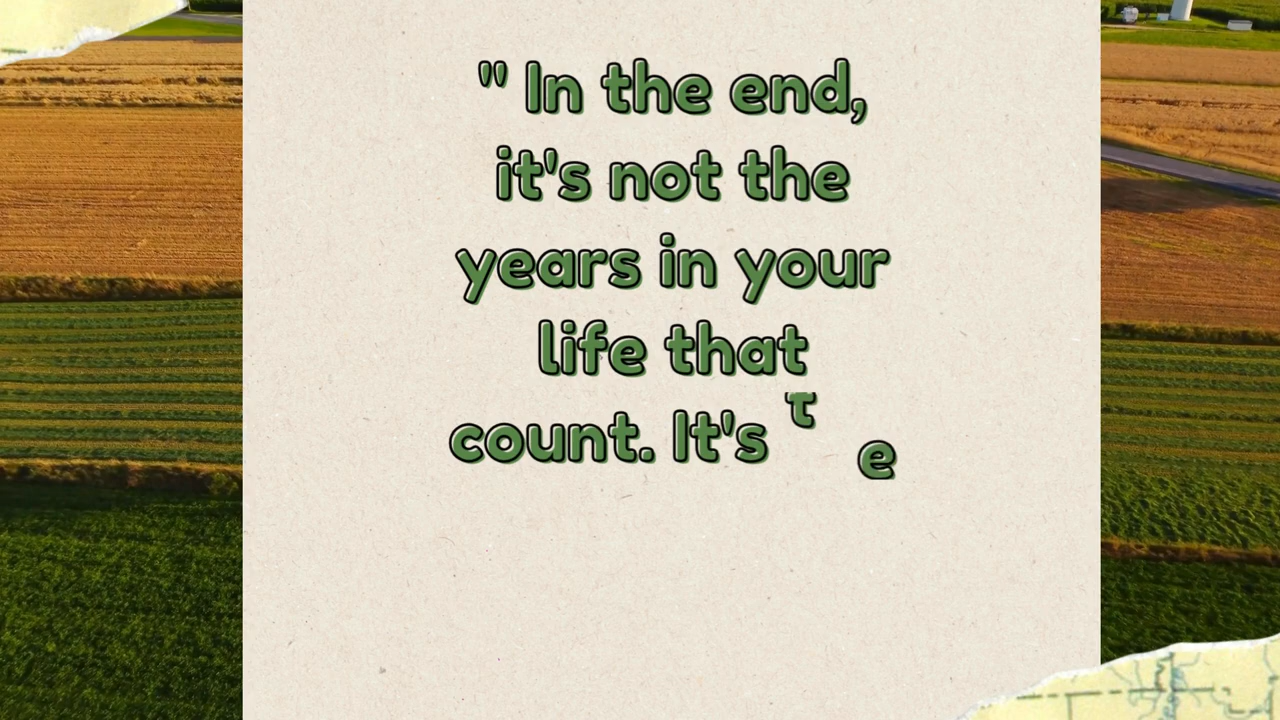 " In the end,
it's not the
years in your
life that
count. It's